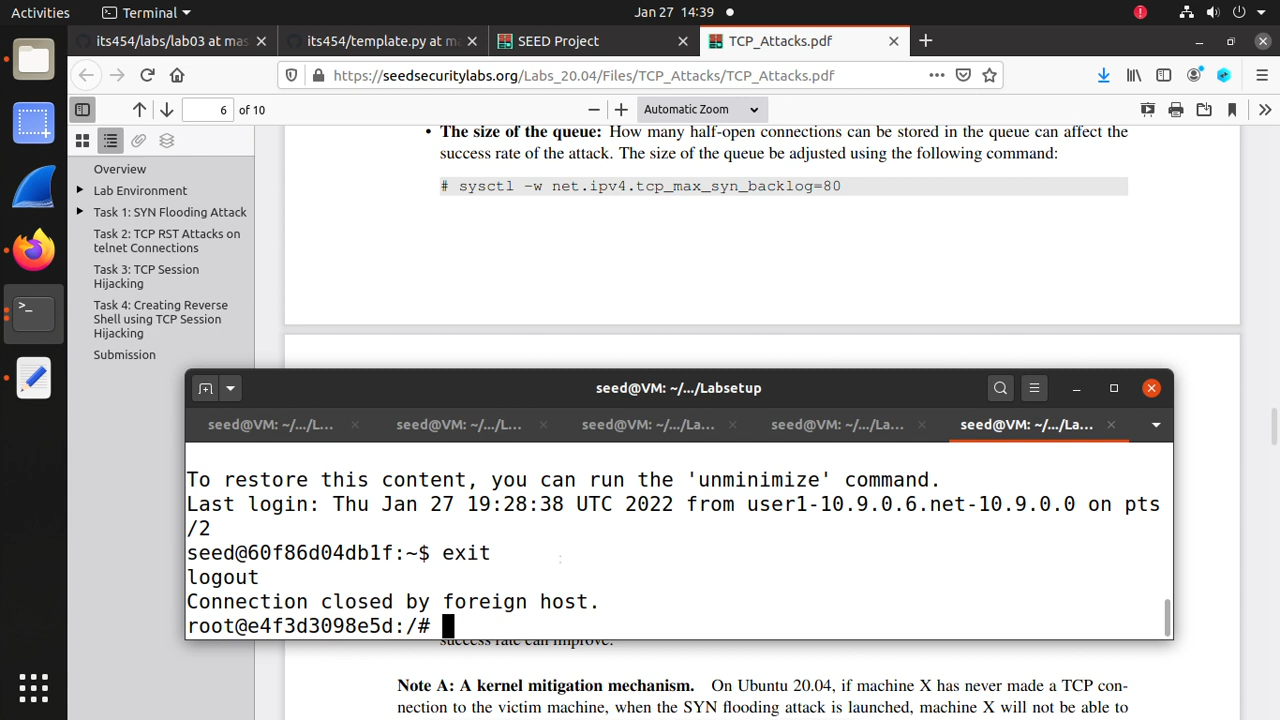 Activities
Terminal
Jan 27 14:39
its454/labs/lab03 at mas
its454/template.py at ma
SEED Project
TCP_Attacks.pdf
https://seedsecuritylabs.org/Labs_20.04/Files/TCP_Attacks/TCP_Attacks.pdf
6 of 10
Automatic Zoom
Overview
Lab Environment
Task 1: SYN Flooding Attack
Task 2: TCP RST Attacks on
telnet Connections
Task 3: TCP Session
Hijacking
Task 4: Creating Reverse
Shell using TCP Session
Hijacking
Submission
• The size of the queue: How many half-open connections can be stored in the queue can affect the
success rate of the attack. The size of the queue be adjusted using the following command:
# sysctl -w net.ipv4.tcp_max_syn_backlog=80
seed@VM: ~/.../Labsetup
seed@VM: ~/.../L...
seed@VM: ~/.../L...
seed@VM: ~/.../La...
seed@VM: ~/.../La...
seed@VM: ~/.../La...
To restore this content, you can run the 'unminimize' command.
Last login: Thu Jan 27 19:28:38 UTC 2022 from user1-10.9.0.6.net-10.9.0.0 on pts
/2
seed@60f86d04db1f:~$ exit
logout
Connection closed by foreign host.
root@e4f3d3098e5d:/#
success rate can improve.
Note A: A kernel mitigation mechanism. On Ubuntu 20.04, if machine X has never made a TCP con-
nection to the victim machine, when the SYN flooding attack is launched, machine X will not be able to